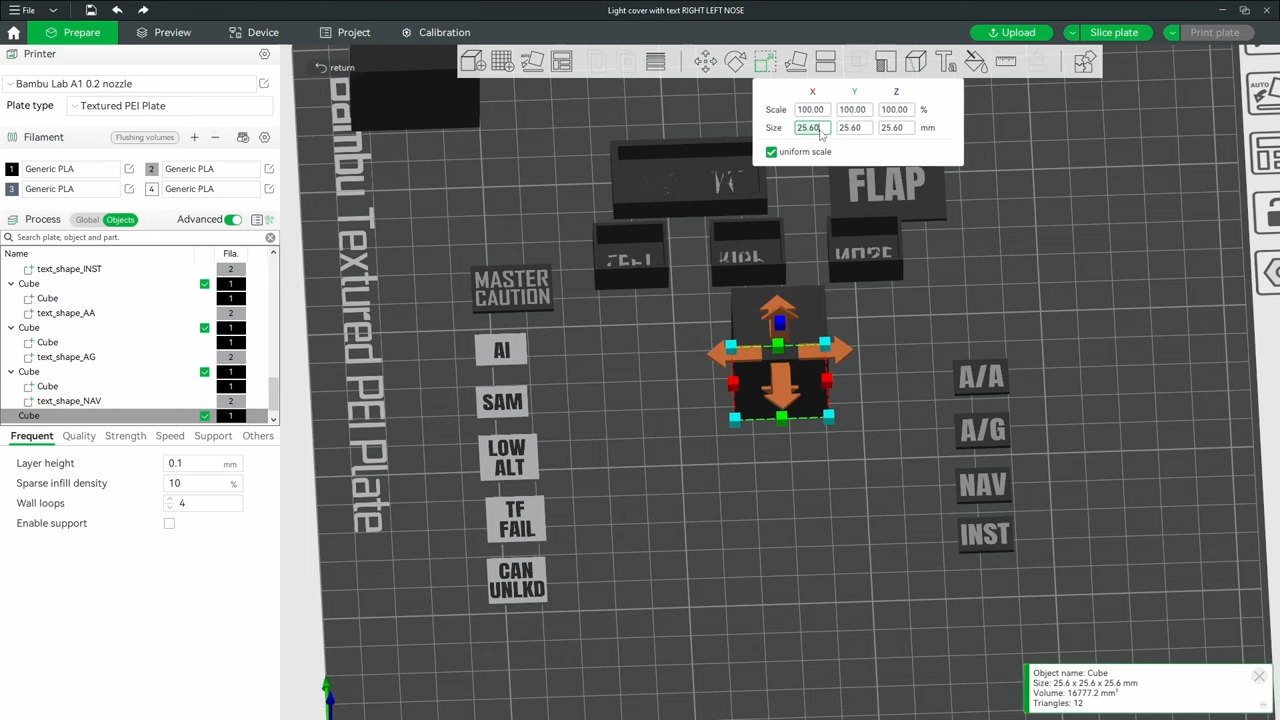 File
Light cover with text RIGHT LEFT NOSE
Prepare
Preview
Device
Project
Calibration
Upload
Slice plate
Print plate
Printer
Bambu Lab A1 0.2 nozzle
Plate type
Textured PEI Plate
Filament
Flushing volumes
1 Generic PLA
2 Generic PLA
3 Generic PLA
4 Generic PLA
Process
Global
Objects
Advanced
Search plate, object and part.
Name
Fila.
text_shape_INST 2
Cube 1
Cube 1
text_shape_AA 2
Cube 1
Cube 1
text_shape_AG 2
Cube 1
Cube 1
text_shape_NAV 2
Cube 1
Frequent
Quality
Strength
Speed
Support
Others
Layer height 0.1 mm
Sparse infill density 10 %
Wall loops 4
Enable support
return
X Y Z
Scale 100.00 100.00 100.00 %
Size 25.60 25.60 25.60 mm
uniform scale
Bambu Textured PEI Plate
FLAP
MASTER
CAUTION
AI
SAM
LOW
ALT
TF
FAIL
CAN
UNLKD
A/A
A/G
NAV
INST
AUTO
Object name: Cube
Size: 25.6 x 25.6 x 25.6 mm
Volume: 16777.2 mm³
Triangles: 12